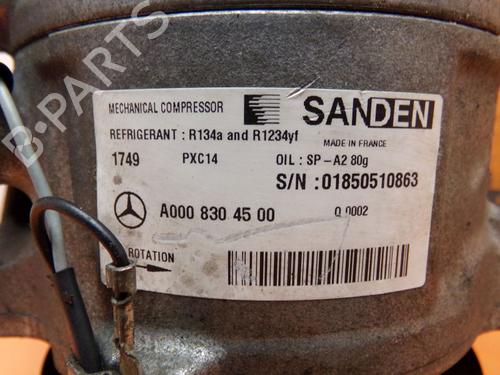 B-PARTS
MECHANICAL COMPRESSOR
SANDEN
REFRIGERANT : R134a and R1234yf
MADE IN FRANCE
1749 PXC14 OIL : SP-A2 80g
S/N : 01850510863
A000 830 45 00 Q 0002
ROTATION